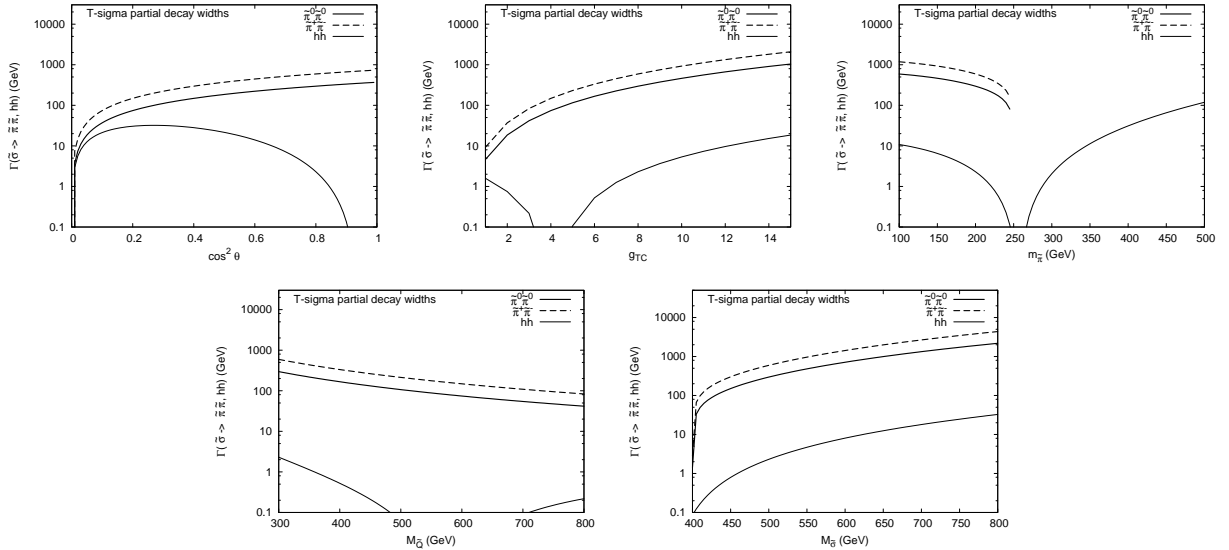 T-sigma partial decay widths
π̃⁰π̃⁰
π̃⁺π̃⁻
hh
Γ(σ̃ -> π̃π̃, hh) (GeV)
10000
1000
100
10
1
0.1
0 0.2 0.4 0.6 0.8 1
cos² θ
T-sigma partial decay widths
π̃⁰π̃⁰
π̃⁺π̃⁻
hh
Γ(σ̃ -> π̃π̃, hh) (GeV)
10000
1000
100
10
1
0.1
2 4 6 8 10 12 14
g_TC
T-sigma partial decay widths
π̃⁰π̃⁰
π̃⁺π̃⁻
hh
Γ(σ̃ -> π̃π̃, hh) (GeV)
10000
1000
100
10
1
0.1
100 150 200 250 300 350 400 450 500
m_π̃ (GeV)
T-sigma partial decay widths
π̃⁰π̃⁰
π̃⁺π̃⁻
hh
Γ(σ̃ -> π̃π̃, hh) (GeV)
10000
1000
100
10
1
0.1
300 400 500 600 700 800
M_Q̃ (GeV)
T-sigma partial decay widths
π̃⁰π̃⁰
π̃⁺π̃⁻
hh
Γ(σ̃ -> π̃π̃, hh) (GeV)
10000
1000
100
10
1
0.1
400 450 500 550 600 650 700 750 800
M_σ̃ (GeV)